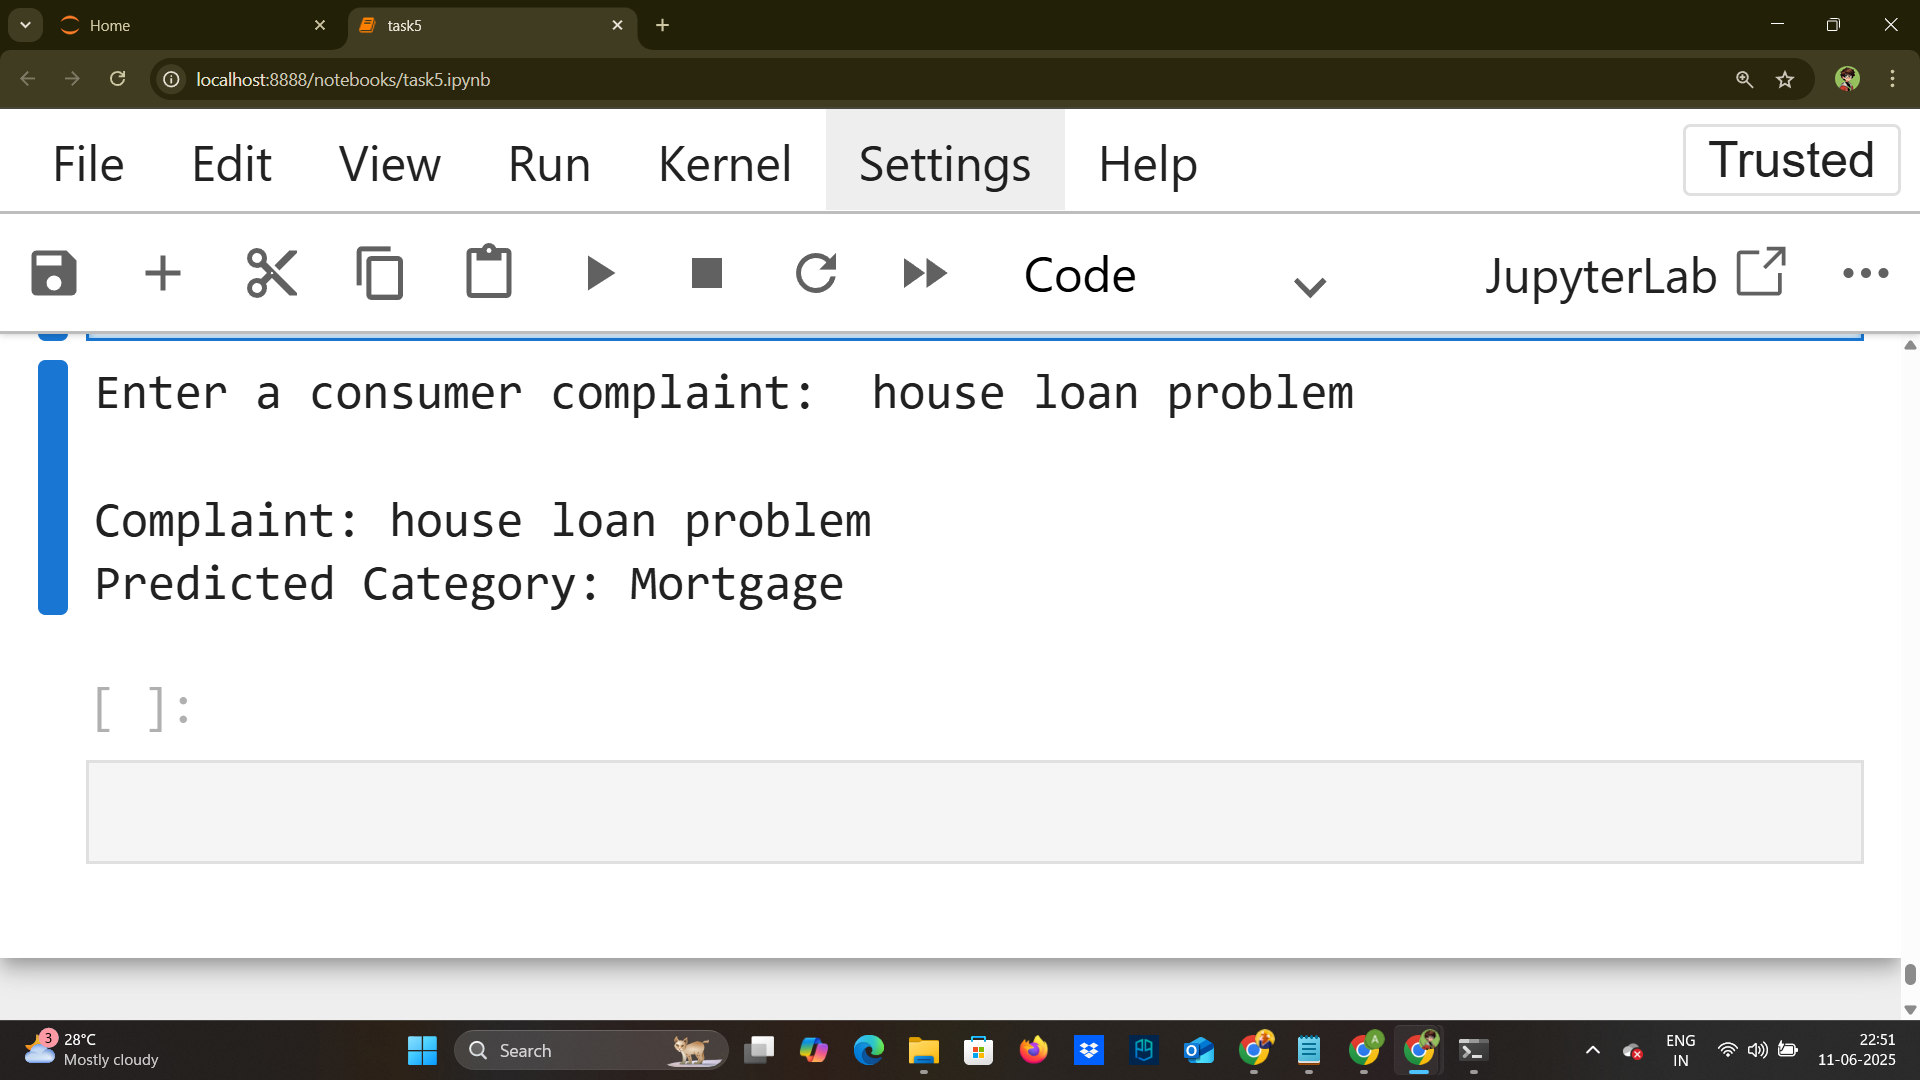 Home
task5
localhost:8888/notebooks/task5.ipynb
File Edit View Run Kernel Settings Help Trusted
Code JupyterLab
Enter a consumer complaint: house loan problem
Complaint: house loan problem
Predicted Category: Mortgage
[ ]:
3 28°C
Mostly cloudy
Search
A
ENG
IN
22:51
11-06-2025